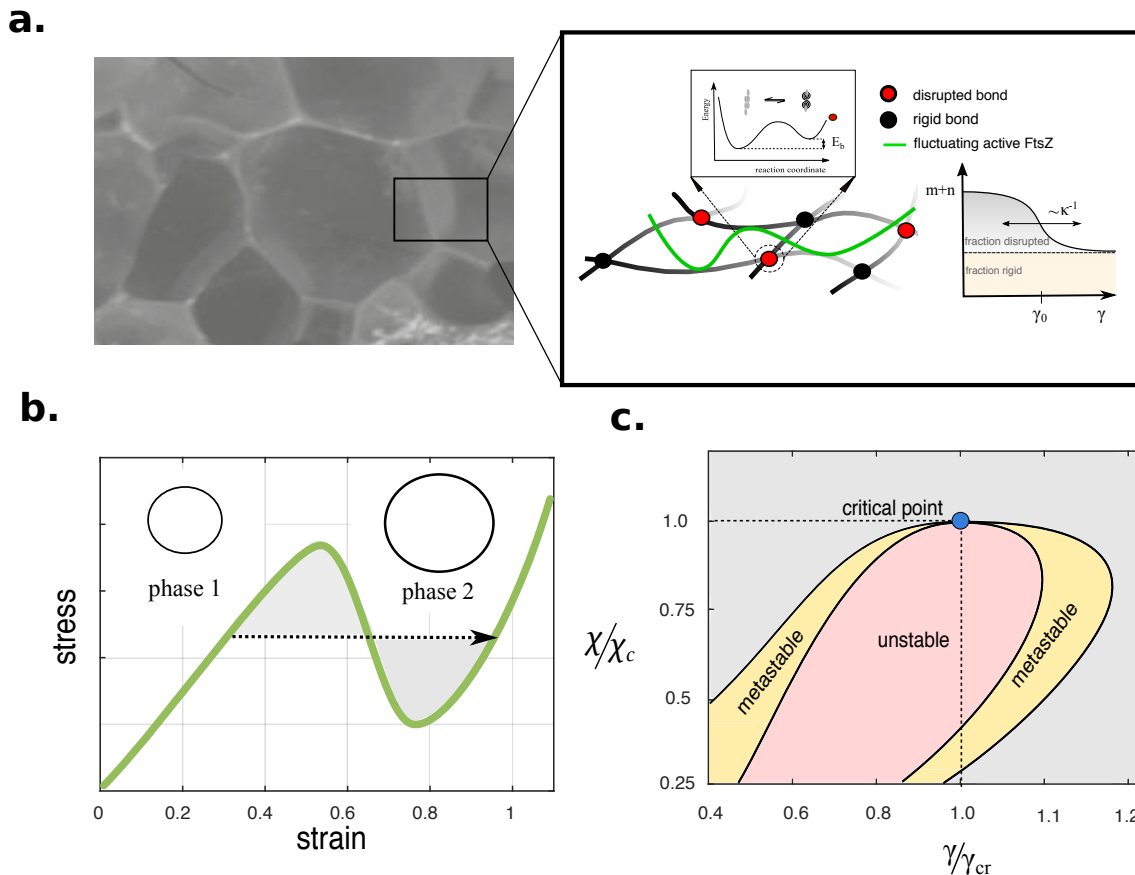 a.
Energy
E_b
reaction coordinate
disrupted bond
rigid bond
fluctuating active FtsZ
m+n
~κ⁻¹
fraction disrupted
fraction rigid
γ₀
γ
b.
stress
phase 1
phase 2
0
0.2
0.4
0.6
0.8
1
strain
c.
χ/χ_c
critical point
1.0
0.75
0.5
0.25
metastable
unstable
metastable
0.4
0.6
0.8
1.0
1.0
1.2
γ/γ_cr